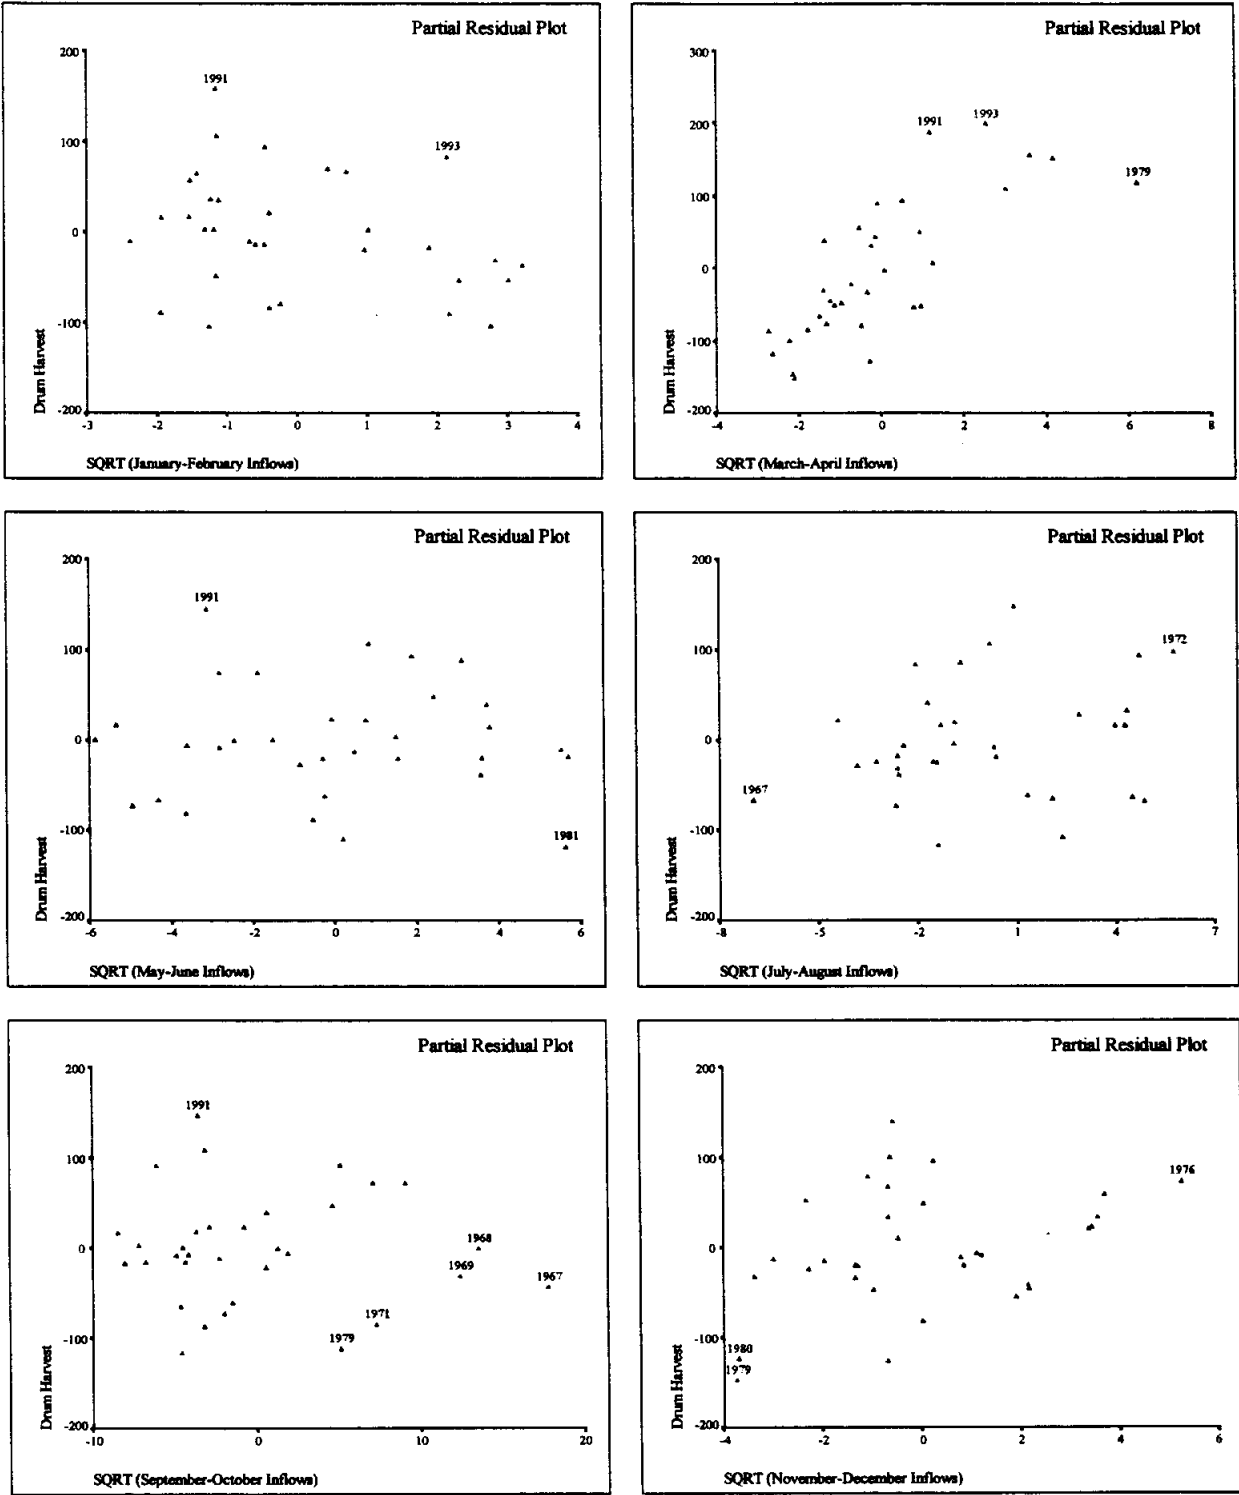 Partial Residual Plot
200
100
0
-100
-200
Drum Harvest
1991
1993
-3 -2 -1 0 1 2 3 4
SQRT (January-February Inflows)
Partial Residual Plot
300
200
100
0
-100
-200
Drum Harvest
1991
1993
1979
-4 -2 0 2 4 6 8
SQRT (March-April Inflows)
Partial Residual Plot
200
100
0
-100
-200
Drum Harvest
1991
1981
-6 -4 -2 0 2 4 6
SQRT (May-June Inflows)
Partial Residual Plot
200
100
0
-100
-200
Drum Harvest
1972
1967
-8 -5 -2 1 4 7
SQRT (July-August Inflows)
Partial Residual Plot
200
100
0
-100
-200
Drum Harvest
1991
1968
1969
1967
1971
1979
-10 0 10 20
SQRT (September-October Inflows)
Partial Residual Plot
200
100
0
-100
-200
Drum Harvest
1976
1980
1979
-4 -2 0 2 4 6
SQRT (November-December Inflows)